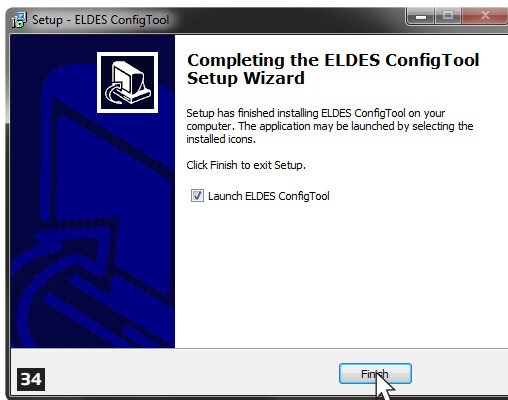 Setup - ELDES ConfigTool
Completing the ELDES ConfigTool
Setup Wizard
Setup has finished installing ELDES ConfigTool on your
computer. The application may be launched by selecting the
installed icons.
Click Finish to exit Setup.
Launch ELDES ConfigTool
Finish
34